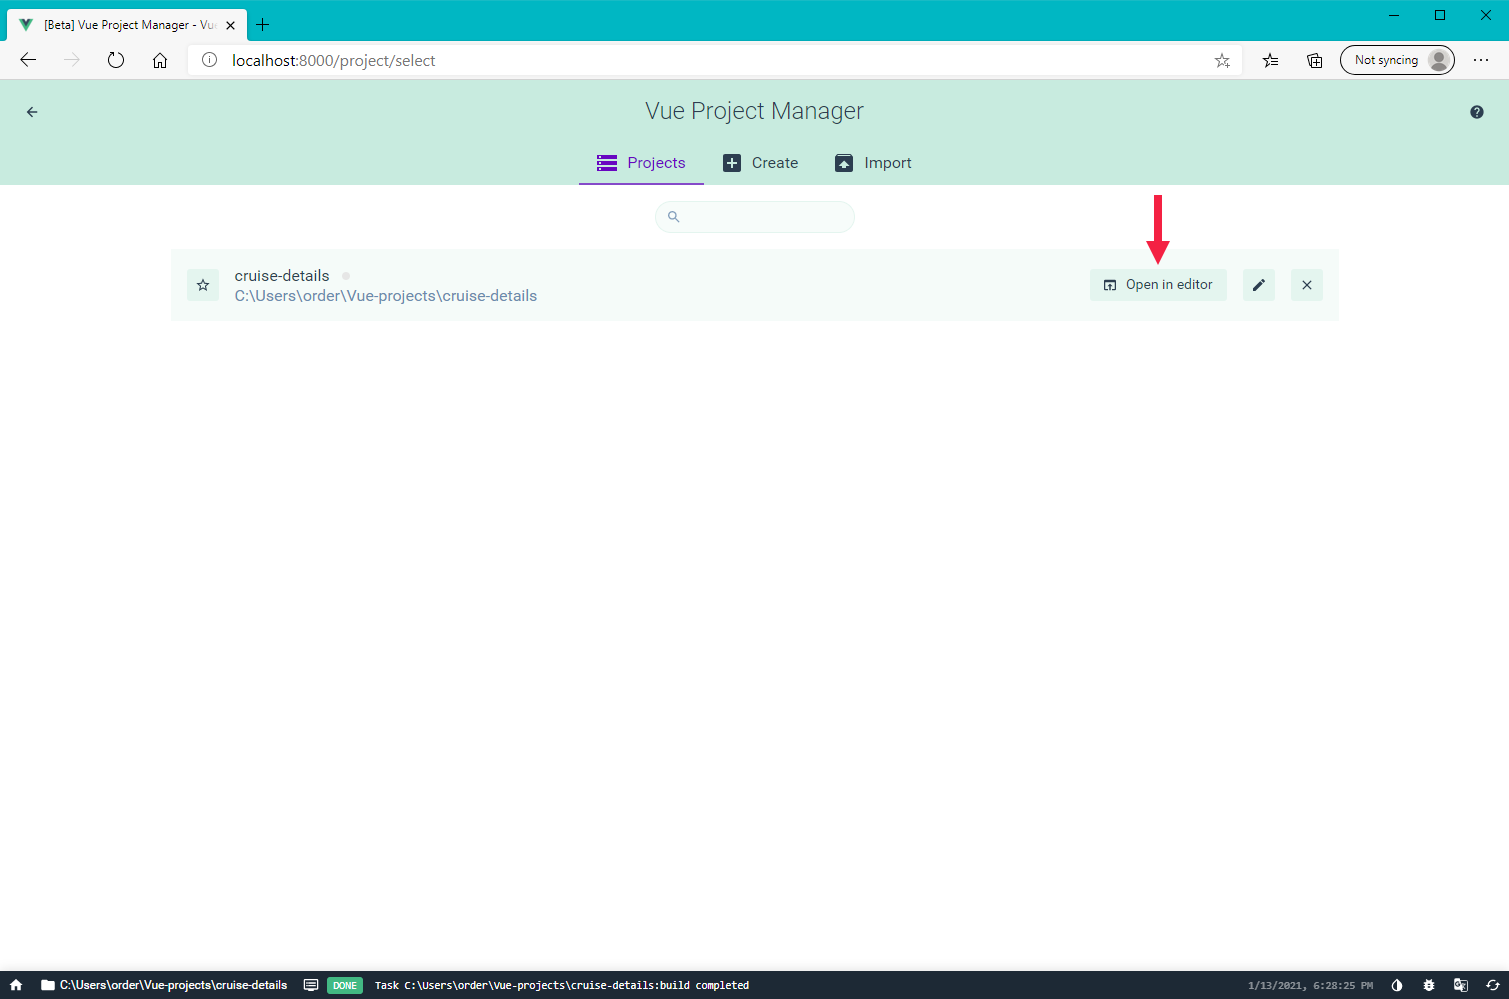 [Beta] Vue Project Manager - Vue
localhost:8000/project/select
Not syncing
Vue Project Manager
Projects
Create
Import
cruise-details
C:\Users\order\Vue-projects\cruise-details
Open in editor
C:\Users\order\Vue-projects\cruise-details
DONE
Task C:\Users\order\Vue-projects\cruise-details:build completed
1/13/2021, 6:28:25 PM